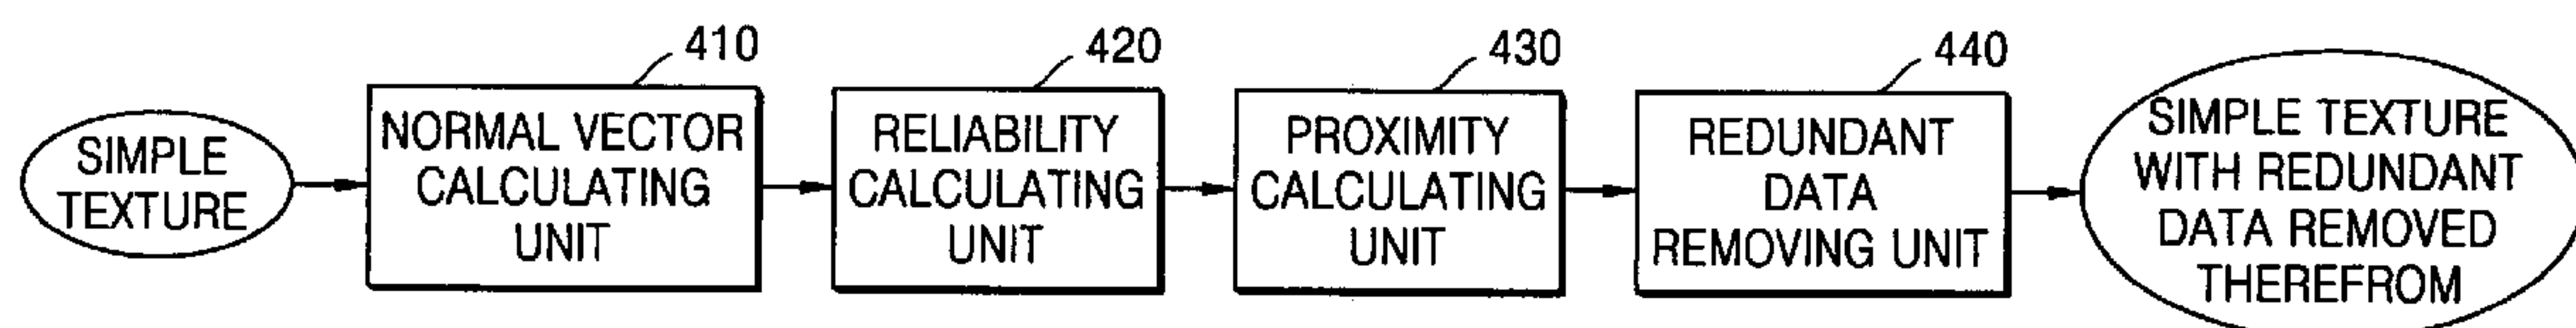 410
420
430
440
SIMPLE
TEXTURE
NORMAL VECTOR
CALCULATING
UNIT
RELIABILITY
CALCULATING
UNIT
PROXIMITY
CALCULATING
UNIT
REDUNDANT
DATA
REMOVING UNIT
SIMPLE TEXTURE
WITH REDUNDANT
DATA REMOVED
THEREFROM